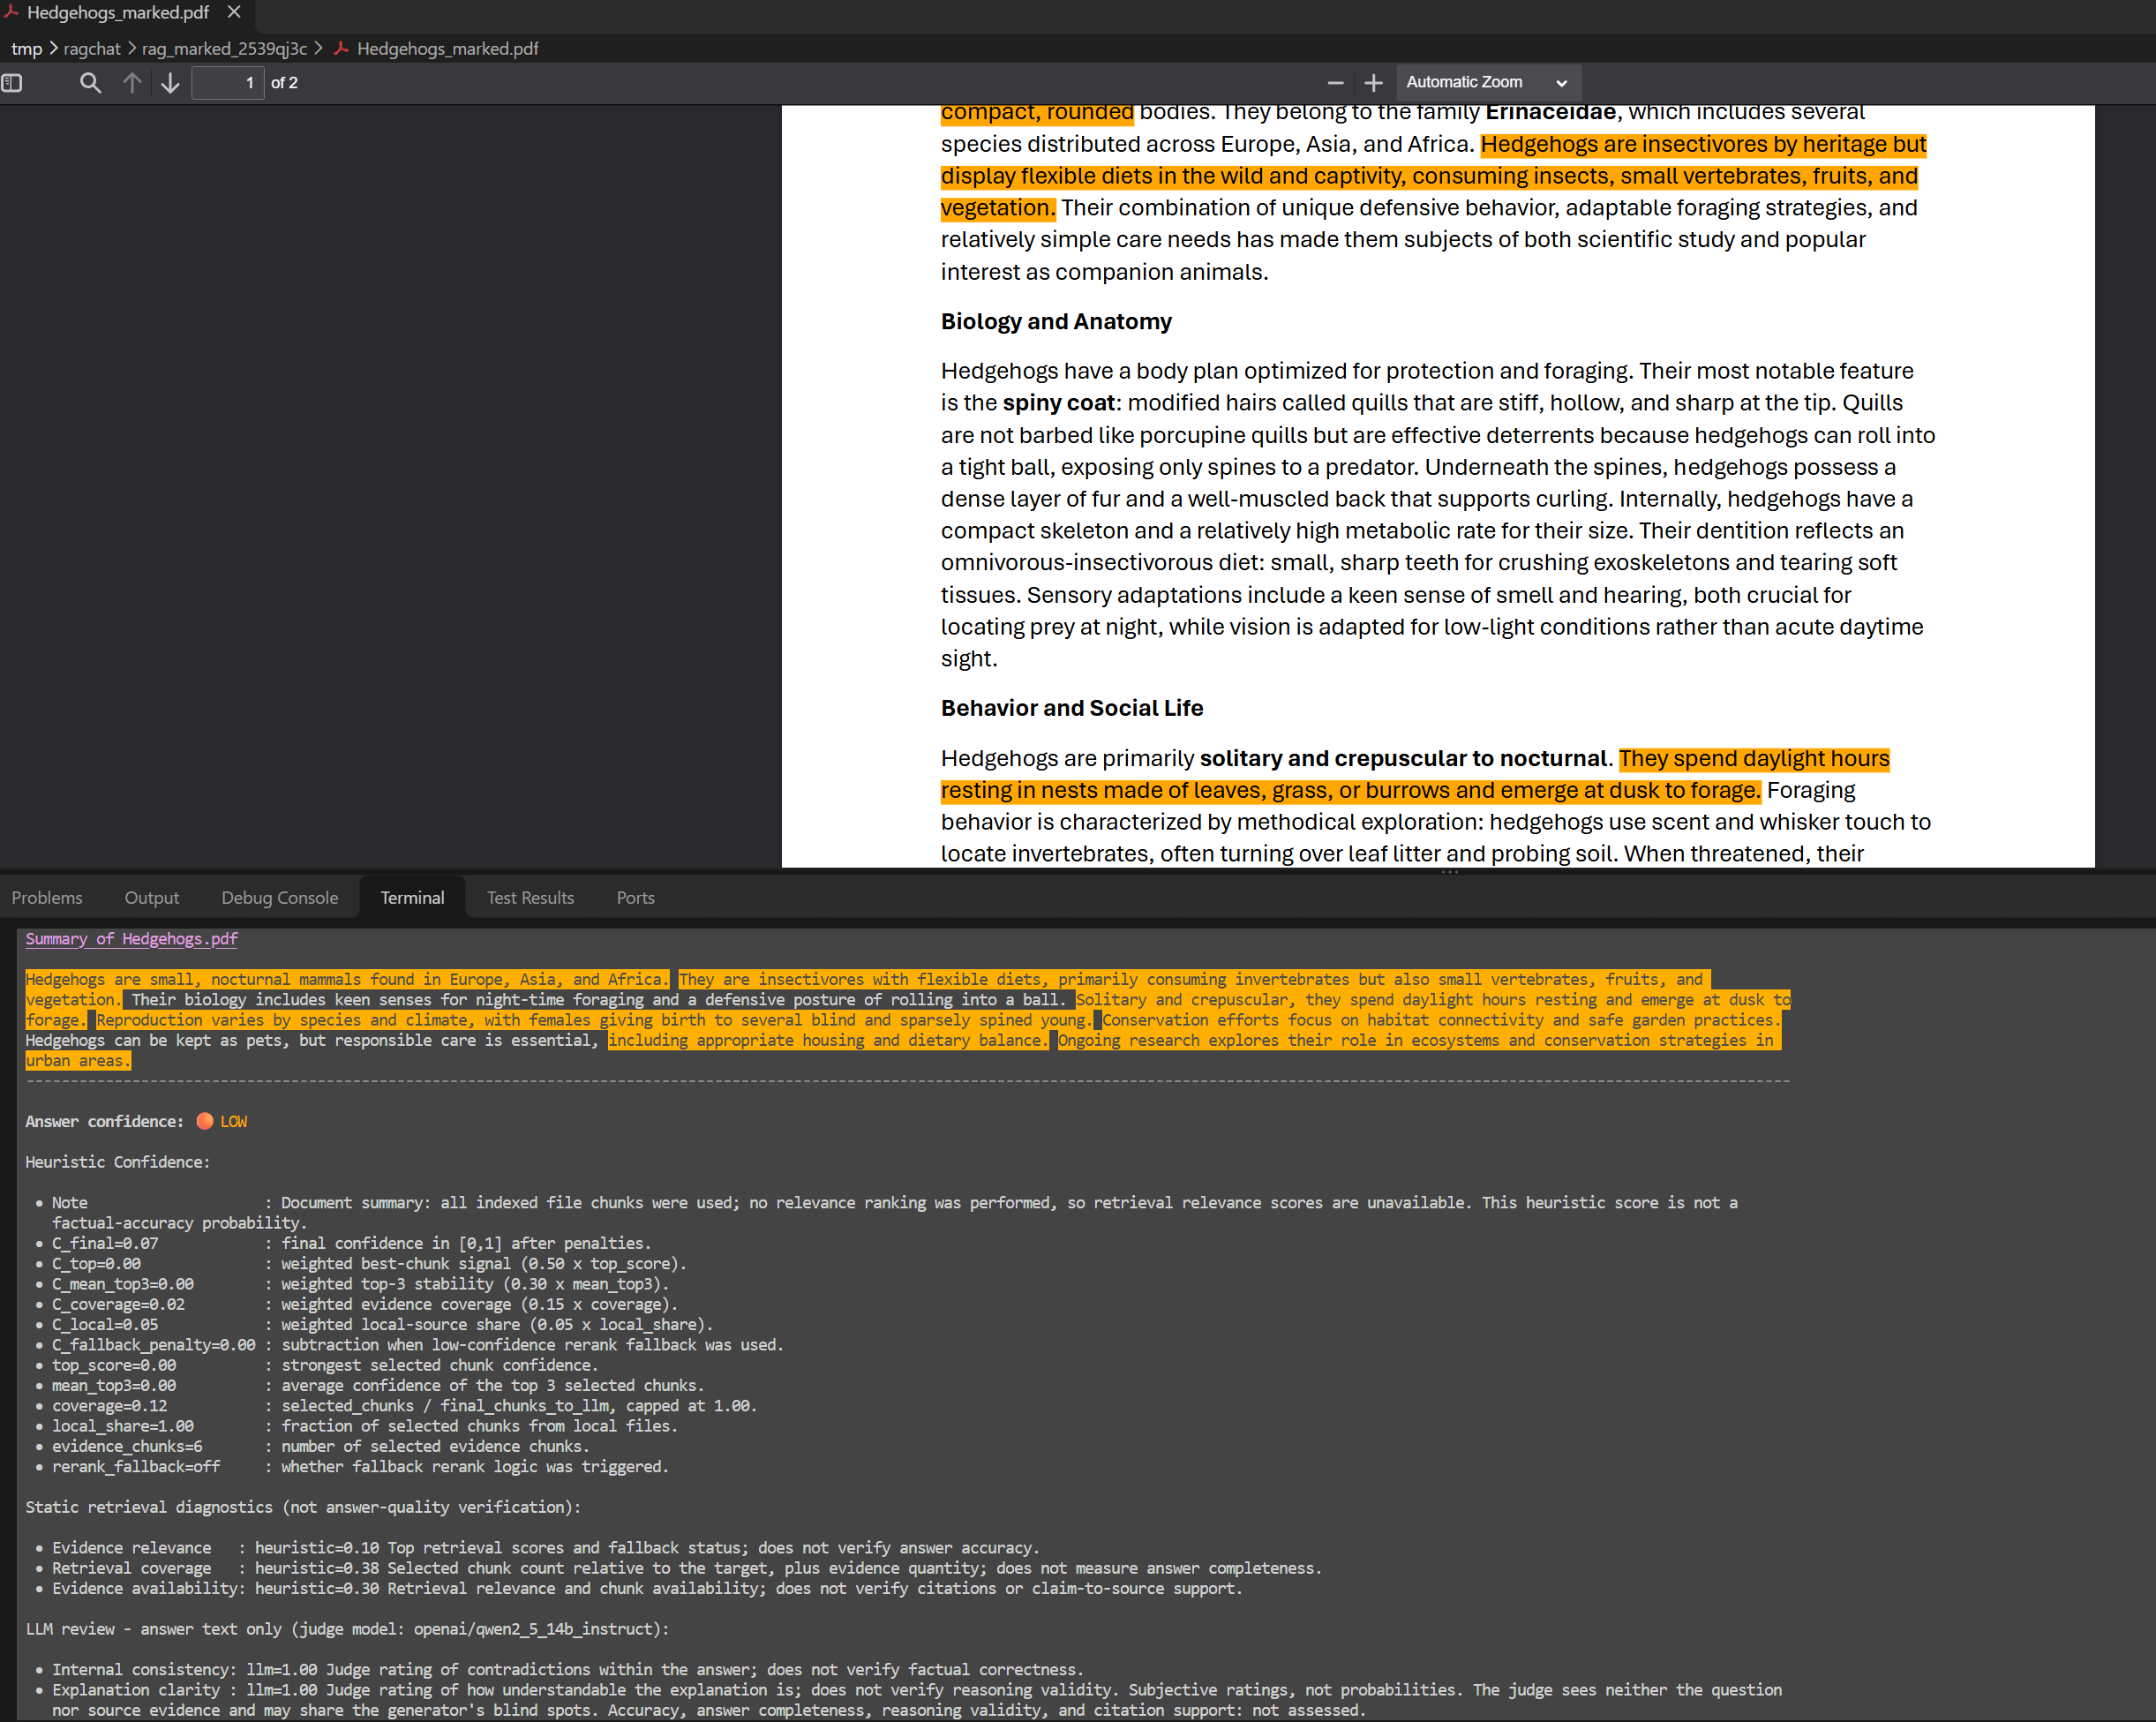 Hedgehogs_marked.pdf
tmp > ragchat > rag_marked_2539qj3c > Hedgehogs_marked.pdf
1 of 2
Automatic Zoom
compact, rounded bodies. They belong to the family Erinaceidae, which includes several
species distributed across Europe, Asia, and Africa. Hedgehogs are insectivores by heritage but
display flexible diets in the wild and captivity, consuming insects, small vertebrates, fruits, and
vegetation. Their combination of unique defensive behavior, adaptable foraging strategies, and
relatively simple care needs has made them subjects of both scientific study and popular
interest as companion animals.
Biology and Anatomy
Hedgehogs have a body plan optimized for protection and foraging. Their most notable feature
is the spiny coat: modified hairs called quills that are stiff, hollow, and sharp at the tip. Quills
are not barbed like porcupine quills but are effective deterrents because hedgehogs can roll into
a tight ball, exposing only spines to a predator. Underneath the spines, hedgehogs possess a
dense layer of fur and a well-muscled back that supports curling. Internally, hedgehogs have a
compact skeleton and a relatively high metabolic rate for their size. Their dentition reflects an
omnivorous-insectivorous diet: small, sharp teeth for crushing exoskeletons and tearing soft
tissues. Sensory adaptations include a keen sense of smell and hearing, both crucial for
locating prey at night, while vision is adapted for low-light conditions rather than acute daytime
sight.
Behavior and Social Life
Hedgehogs are primarily solitary and crepuscular to nocturnal. They spend daylight hours
resting in nests made of leaves, grass, or burrows and emerge at dusk to forage. Foraging
behavior is characterized by methodical exploration: hedgehogs use scent and whisker touch to
locate invertebrates, often turning over leaf litter and probing soil. When threatened, their
Problems Output Debug Console Terminal Test Results Ports
Summary of Hedgehogs.pdf
Hedgehogs are small, nocturnal mammals found in Europe, Asia, and Africa. They are insectivores with flexible diets, primarily consuming invertebrates but also small vertebrates, fruits, and
vegetation. Their biology includes keen senses for night-time foraging and a defensive posture of rolling into a ball. Solitary and crepuscular, they spend daylight hours resting and emerge at dusk to
forage. Reproduction varies by species and climate, with females giving birth to several blind and sparsely spined young. Conservation efforts focus on habitat connectivity and safe garden practices.
Hedgehogs can be kept as pets, but responsible care is essential, including appropriate housing and dietary balance. Ongoing research explores their role in ecosystems and conservation strategies in
urban areas.
Answer confidence: LOW
Heuristic Confidence:
• Note : Document summary: all indexed file chunks were used; no relevance ranking was performed, so retrieval relevance scores are unavailable. This heuristic score is not a
factual-accuracy probability.
• C_final=0.07 : final confidence in [0,1] after penalties.
• C_top=0.00 : weighted best-chunk signal (0.50 x top_score).
• C_mean_top3=0.00 : weighted top-3 stability (0.30 x mean_top3).
• C_coverage=0.02 : weighted evidence coverage (0.15 x coverage).
• C_local=0.05 : weighted local-source share (0.05 x local_share).
• C_fallback_penalty=0.00 : subtraction when low-confidence rerank fallback was used.
• top_score=0.00 : strongest selected chunk confidence.
• mean_top3=0.00 : average confidence of the top 3 selected chunks.
• coverage=0.12 : selected_chunks / final_chunks_to_llm, capped at 1.00.
• local_share=1.00 : fraction of selected chunks from local files.
• evidence_chunks=6 : number of selected evidence chunks.
• rerank_fallback=off : whether fallback rerank logic was triggered.
Static retrieval diagnostics (not answer-quality verification):
• Evidence relevance : heuristic=0.10 Top retrieval scores and fallback status; does not verify answer accuracy.
• Retrieval coverage : heuristic=0.38 Selected chunk count relative to the target, plus evidence quantity; does not measure answer completeness.
• Evidence availability: heuristic=0.30 Retrieval relevance and chunk availability; does not verify citations or claim-to-source support.
LLM review - answer text only (judge model: openai/qwen2_5_14b_instruct):
• Internal consistency: llm=1.00 Judge rating of contradictions within the answer; does not verify factual correctness.
• Explanation clarity : llm=1.00 Judge rating of how understandable the explanation is; does not verify reasoning validity. Subjective ratings, not probabilities. The judge sees neither the question
nor source evidence and may share the generator's blind spots. Accuracy, answer completeness, reasoning validity, and citation support: not assessed.